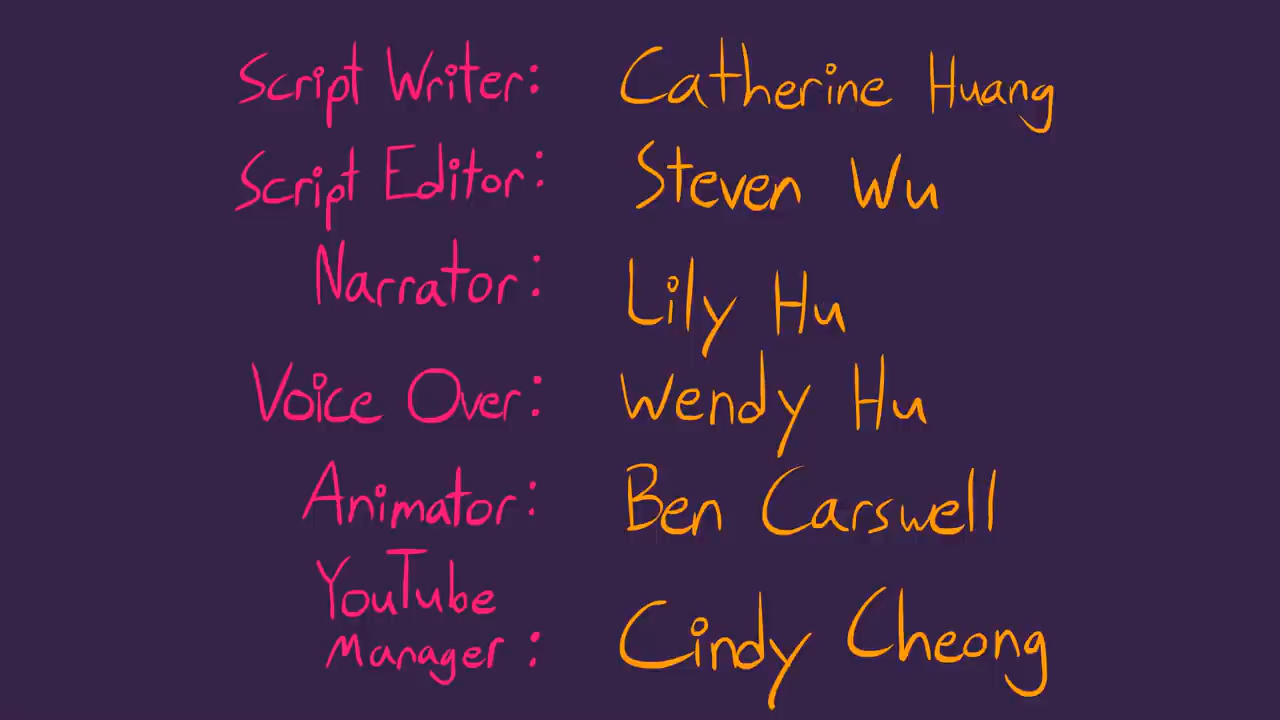 Script Writer: Catherine Huang
Script Editor: Steven Wu
Narrator: Lily Hu
Voice Over: Wendy Hu
Animator: Ben Carswell
YouTube
Manager: Cindy Cheong